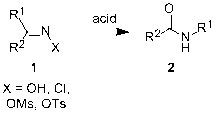 R¹ N R² X acid O R² N H R¹
1 2
X = OH, Cl,
OMs, OTs